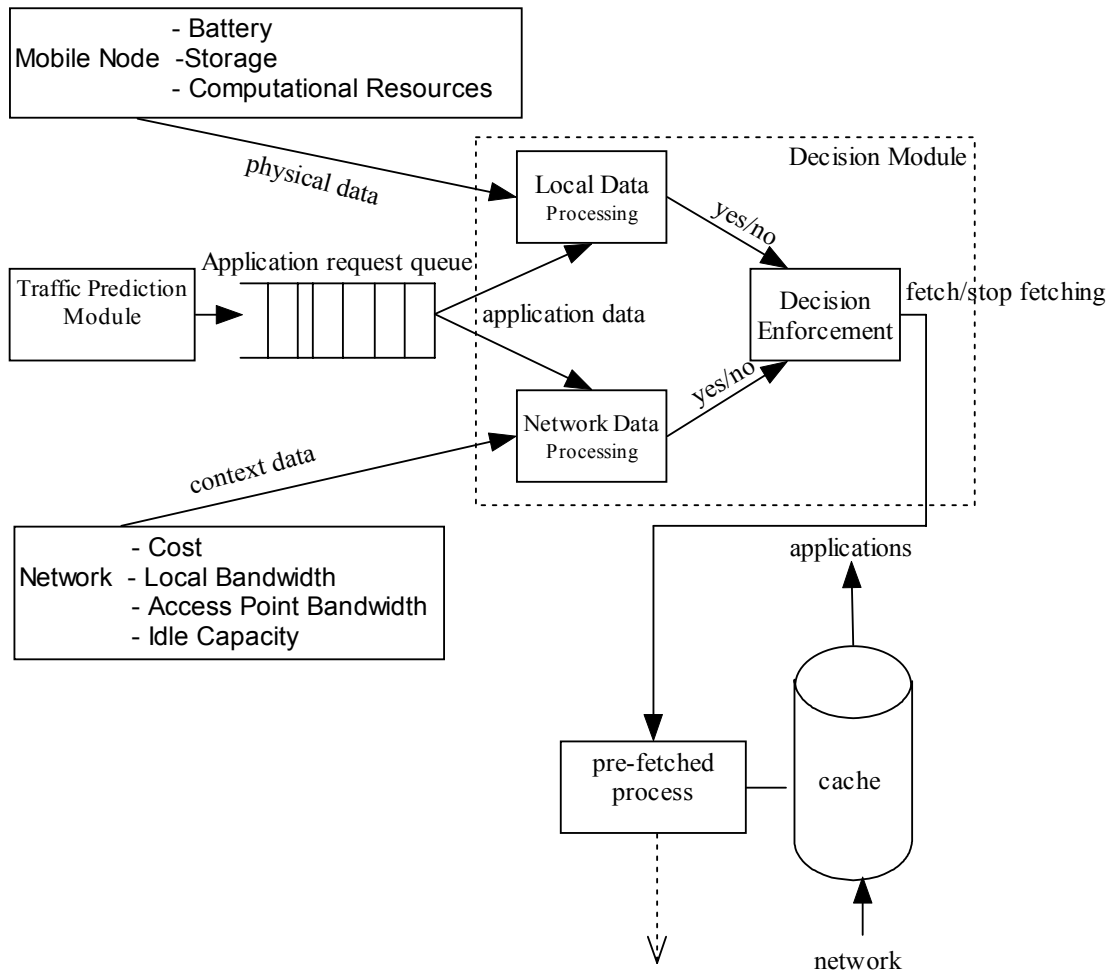 - Battery
Mobile Node -Storage
- Computational Resources
Decision Module
physical data
Local Data
Processing
yes/no
Application request queue
Traffic Prediction
Module
application data
Decision
Enforcement
fetch/stop fetching
yes/no
Network Data
Processing
context data
- Cost
Network - Local Bandwidth
- Access Point Bandwidth
- Idle Capacity
applications
pre-fetched
process
cache
network